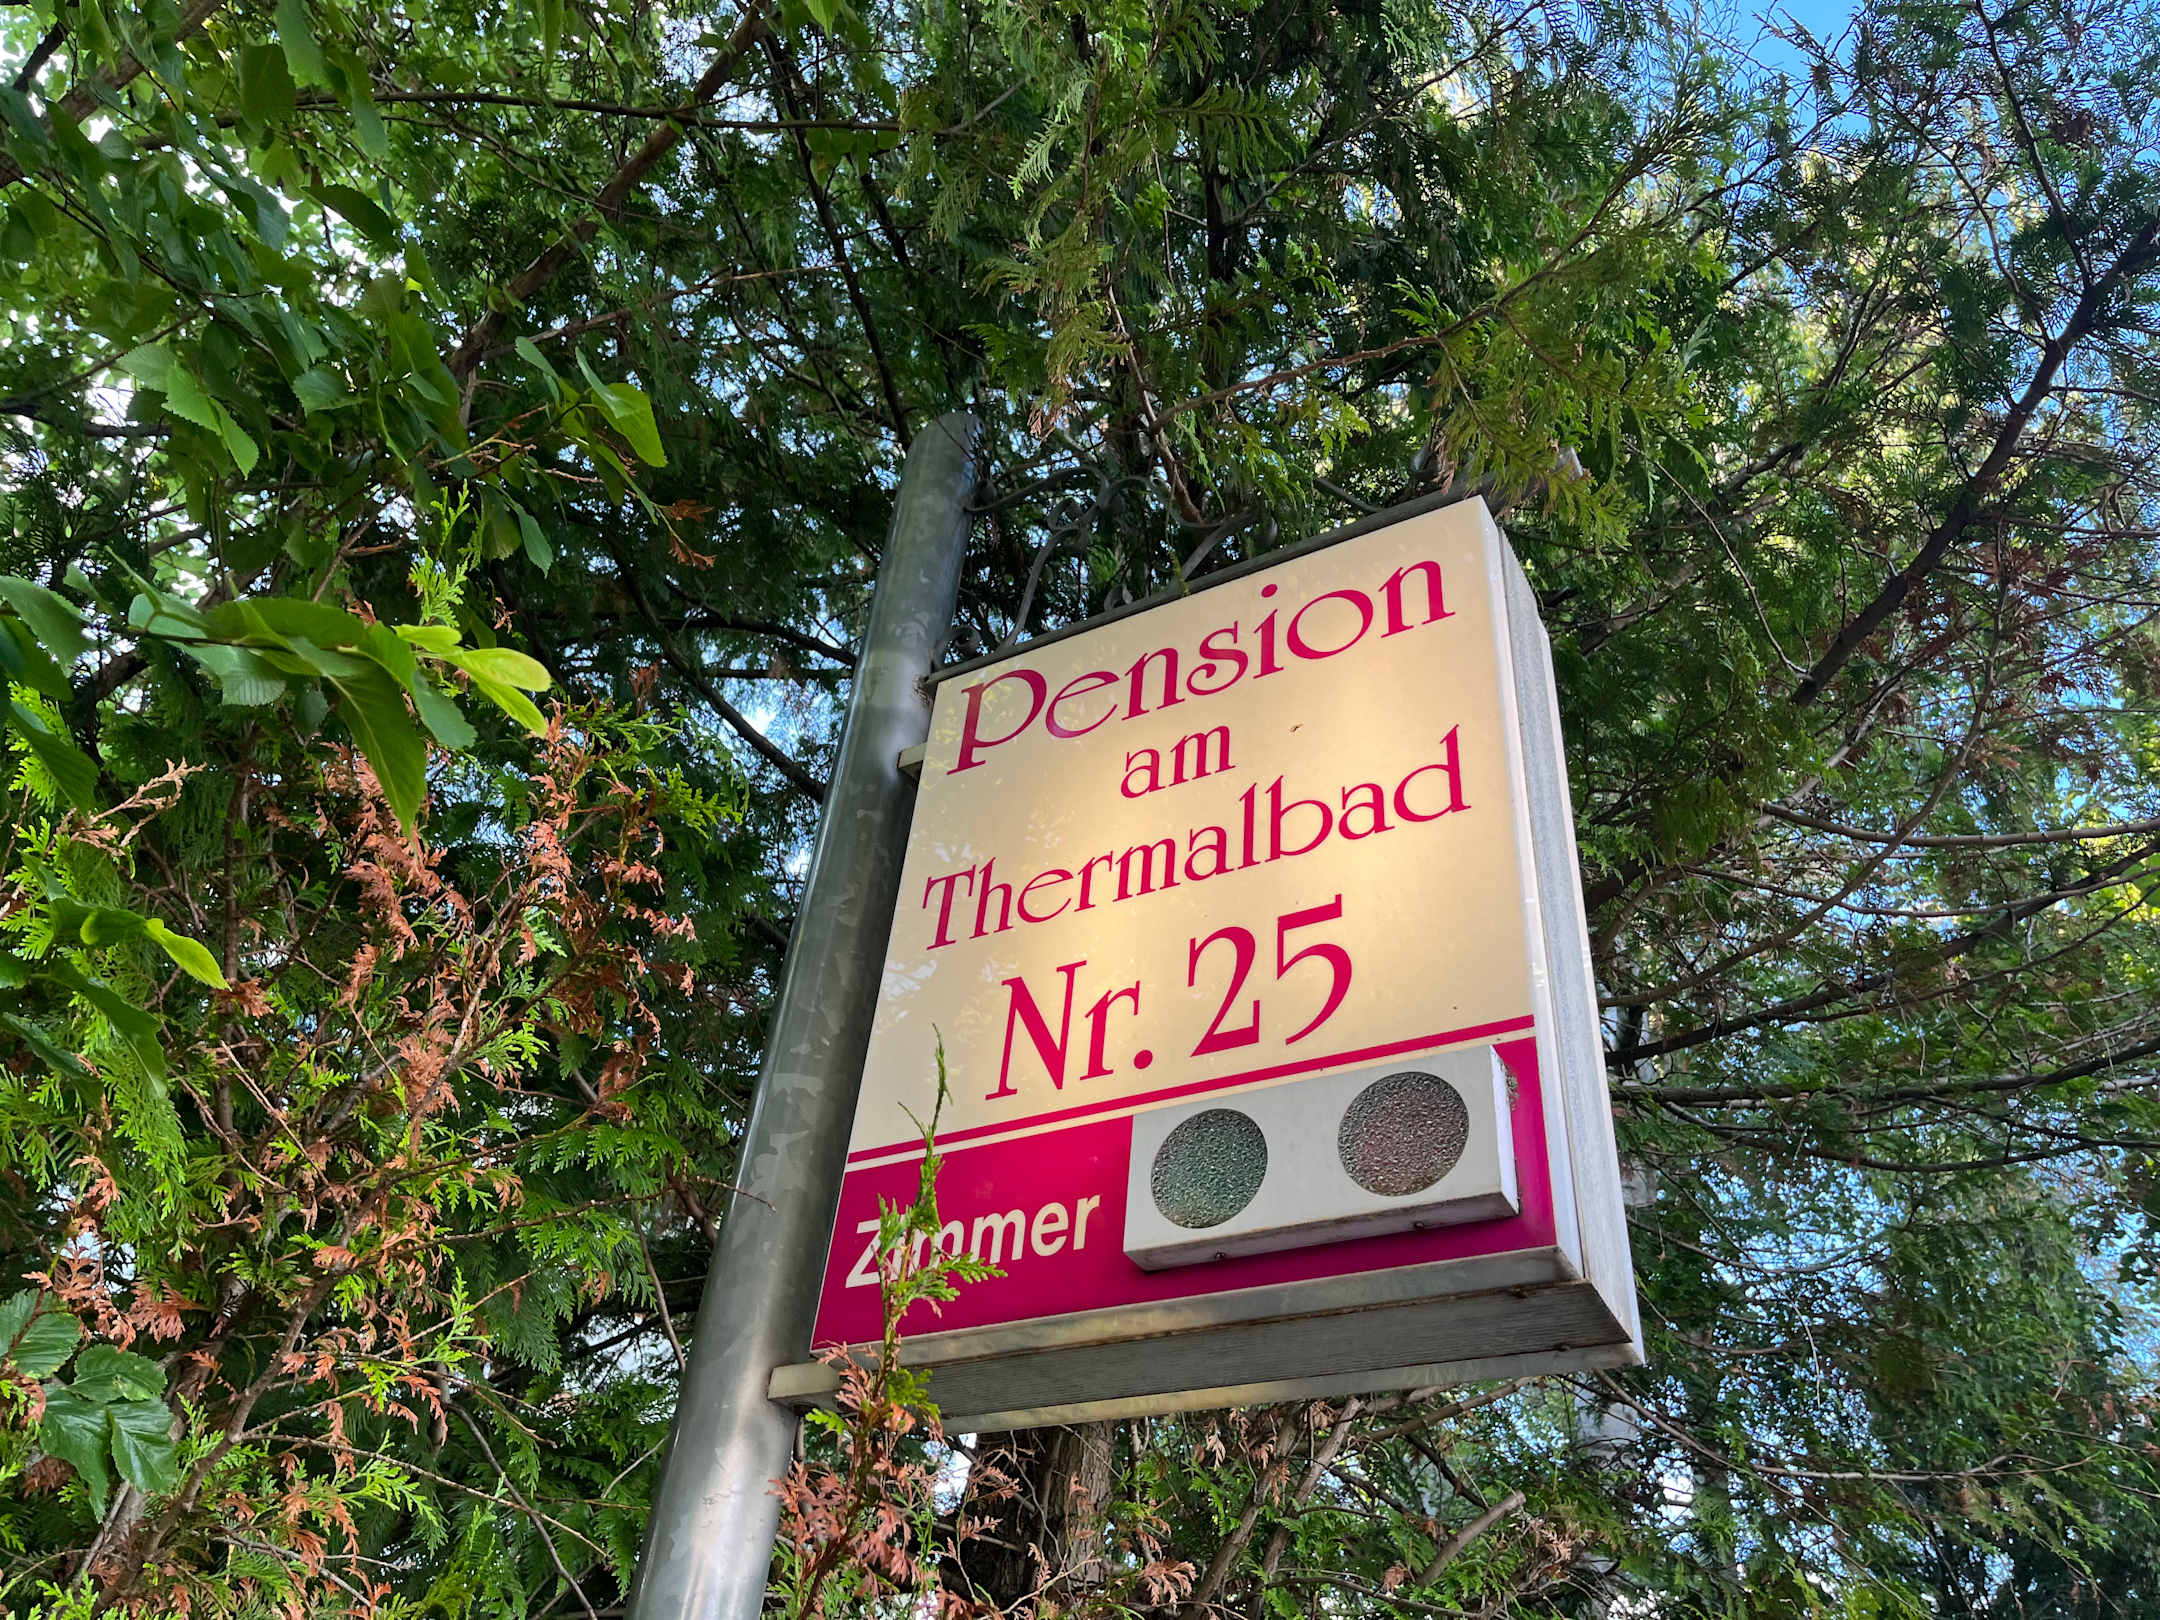 Pension
am
Thermalbad
Nr. 25
Zimmer